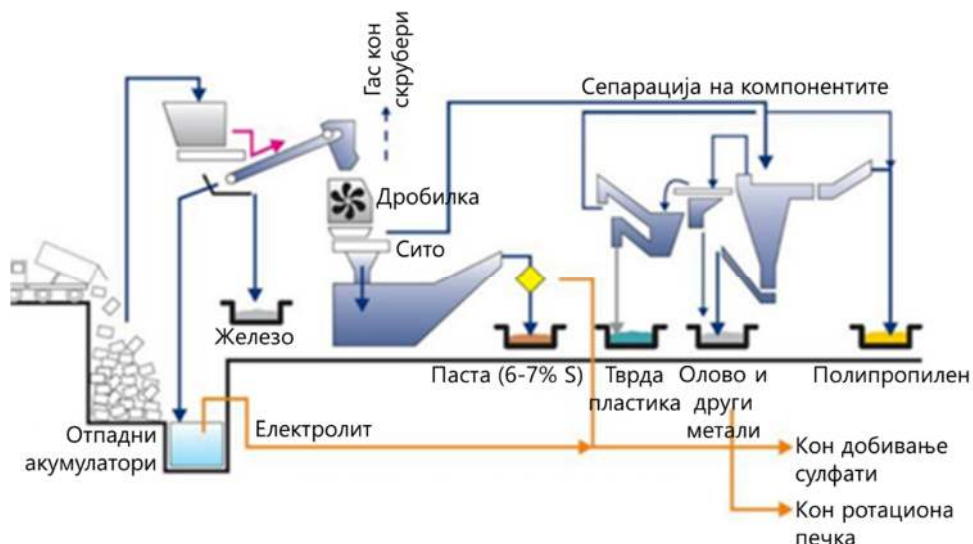 Гас кон
скрубери
Сепарација на компонентите
Дробилка
Сито
Железо
Паста (6-7% S)
Тврда
пластика
Олово и
други
метали
Полипропилен
Отпадни
акумулатори
Електролит
Кон добивање
сулфати
Кон ротациона
печка